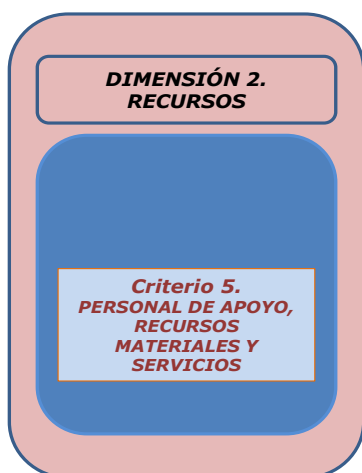 DIMENSIÓN 2.
RECURSOS
Criterio 5.
PERSONAL DE APOYO,
RECURSOS
MATERIALES Y
SERVICIOS